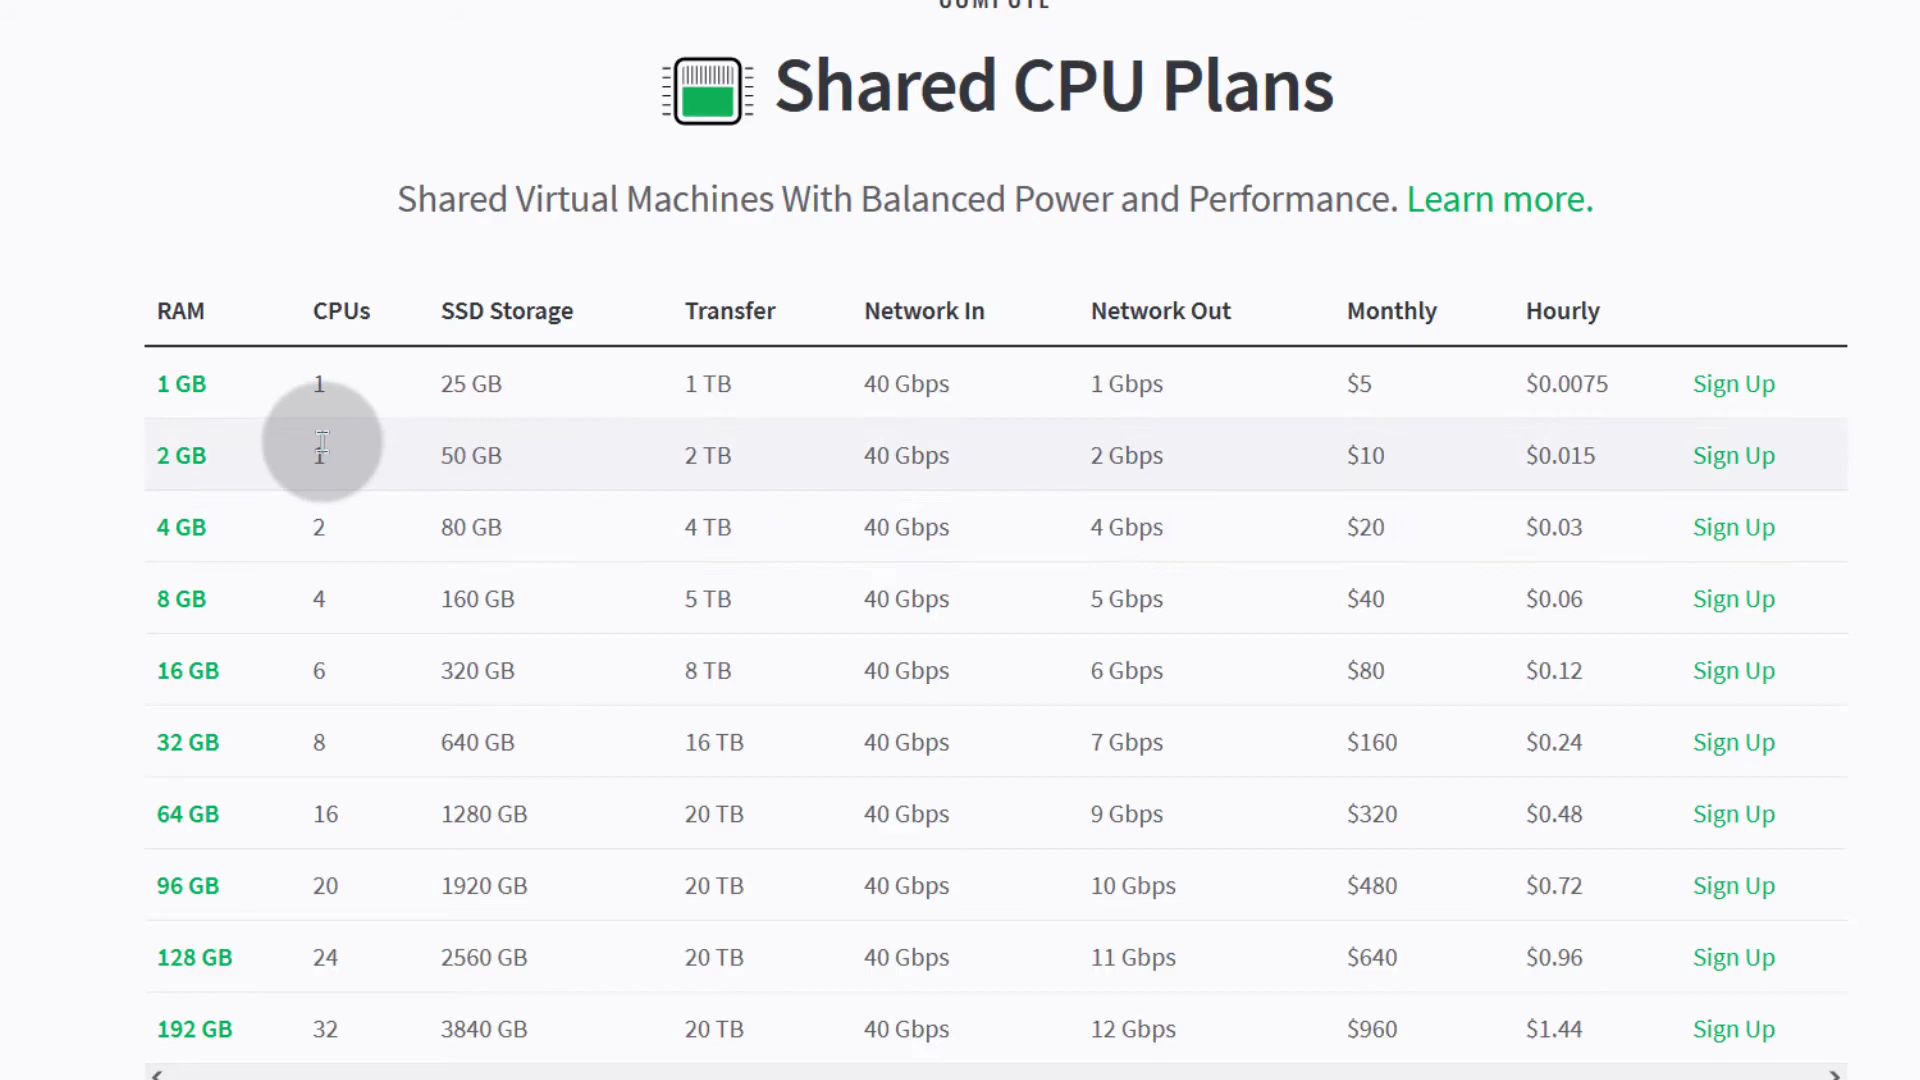 COMPUTE
Shared CPU Plans
Shared Virtual Machines With Balanced Power and Performance. Learn more.
RAM CPUs SSD Storage Transfer Network In Network Out Monthly Hourly
1 GB 1 25 GB 1 TB 40 Gbps 1 Gbps $5 $0.0075 Sign Up
2 GB 1 50 GB 2 TB 40 Gbps 2 Gbps $10 $0.015 Sign Up
4 GB 2 80 GB 4 TB 40 Gbps 4 Gbps $20 $0.03 Sign Up
8 GB 4 160 GB 5 TB 40 Gbps 5 Gbps $40 $0.06 Sign Up
16 GB 6 320 GB 8 TB 40 Gbps 6 Gbps $80 $0.12 Sign Up
32 GB 8 640 GB 16 TB 40 Gbps 7 Gbps $160 $0.24 Sign Up
64 GB 16 1280 GB 20 TB 40 Gbps 9 Gbps $320 $0.48 Sign Up
96 GB 20 1920 GB 20 TB 40 Gbps 10 Gbps $480 $0.72 Sign Up
128 GB 24 2560 GB 20 TB 40 Gbps 11 Gbps $640 $0.96 Sign Up
192 GB 32 3840 GB 20 TB 40 Gbps 12 Gbps $960 $1.44 Sign Up